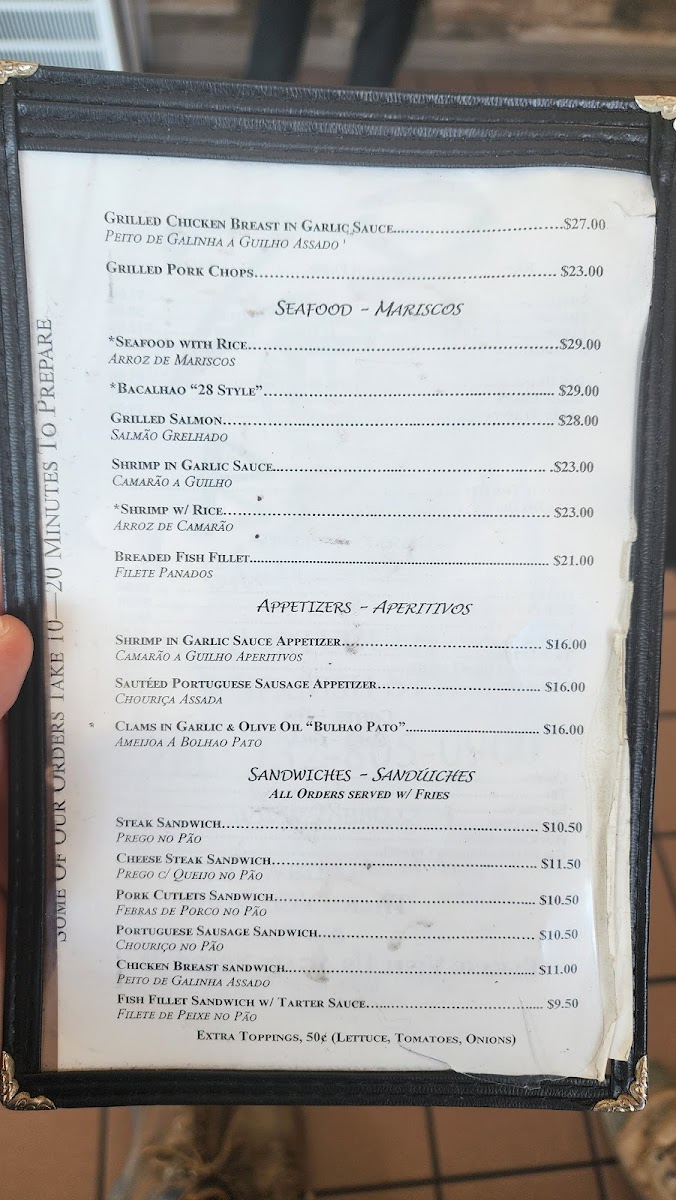 Grilled Chicken Breast in Garlic Sauce...............................$27.00
Peito de Galinha a Guilho Assado
Grilled Pork Chops............................................................ $23.00
Seafood - Mariscos
*Seafood with Rice..............................................................$29.00
Arroz de Mariscos
*Bacalhao "28 Style"........................................................... $29.00
Grilled Salmon................................................................... $28.00
Salmão Grelhado
Shrimp in Garlic Sauce........................................................ .$23.00
Camarão a Guilho
*Shrimp w/ Rice.................................................................. $23.00
Arroz de Camarão
Breaded Fish Fillet............................................................. $21.00
Filete Panados
Appetizers - Aperitivos
Shrimp in Garlic Sauce Appetizer......................................... $16.00
Camarão a Guilho Aperitivos
Sautéed Portuguese Sausage Appetizer................................. $16.00
Chouriça Assada
Clams in Garlic & Olive Oil "Bulhao Pato"........................... $16.00
Ameijoa A Bolhao Pato
Sandwiches - Sandúiches
All Orders served w/ Fries
Steak Sandwich.................................................................. $10.50
Prego no Pão
Cheese Steak Sandwich....................................................... $11.50
Prego c/ Queijo no Pão
Pork Cutlets Sandwich....................................................... $10.50
Febras de Porco no Pão
Portuguese Sausage Sandwich............................................. $10.50
Chouriço no Pão
Chicken Breast sandwich.................................................... $11.00
Peito de Galinha Assado
Fish Fillet Sandwich w/ Tarter Sauce................................... $9.50
Filete de Peixe no Pão
Extra Toppings, 50¢ (Lettuce, Tomatoes, Onions)
Some Of Our Orders Take 10—20 Minutes To Prepare